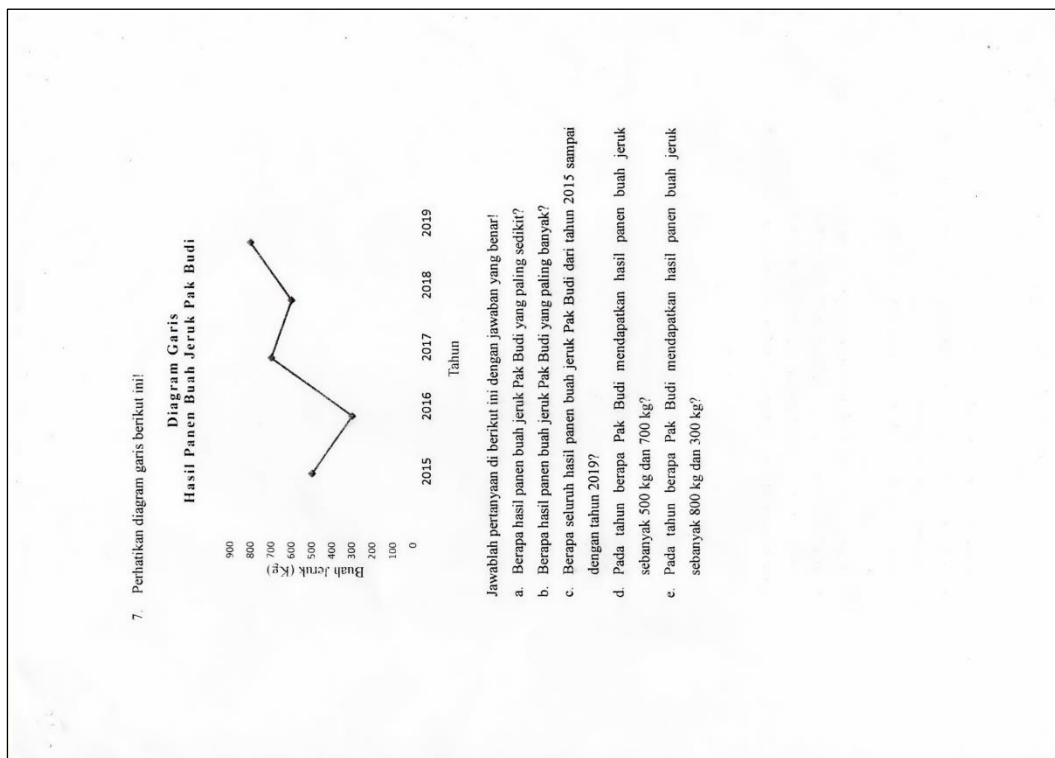 7. Perhatikan diagram garis berikut ini!
Diagram Garis
Hasil Panen Buah Jeruk Pak Budi
Buah Jeruk (Kg)
900
800
700
600
500
400
300
200
100
0
2015 2016 2017 2018 2019
Tahun
Jawablah pertanyaan di berikut ini dengan jawaban yang benar!
a. Berapa hasil panen buah jeruk Pak Budi yang paling sedikit?
b. Berapa hasil panen buah jeruk Pak Budi yang paling banyak?
c. Berapa seluruh hasil panen buah jeruk Pak Budi dari tahun 2015 sampai
dengan tahun 2019?
d. Pada tahun berapa Pak Budi mendapatkan hasil panen buah jeruk
sebanyak 500 kg dan 700 kg?
e. Pada tahun berapa Pak Budi mendapatkan hasil panen buah jeruk
sebanyak 800 kg dan 300 kg?